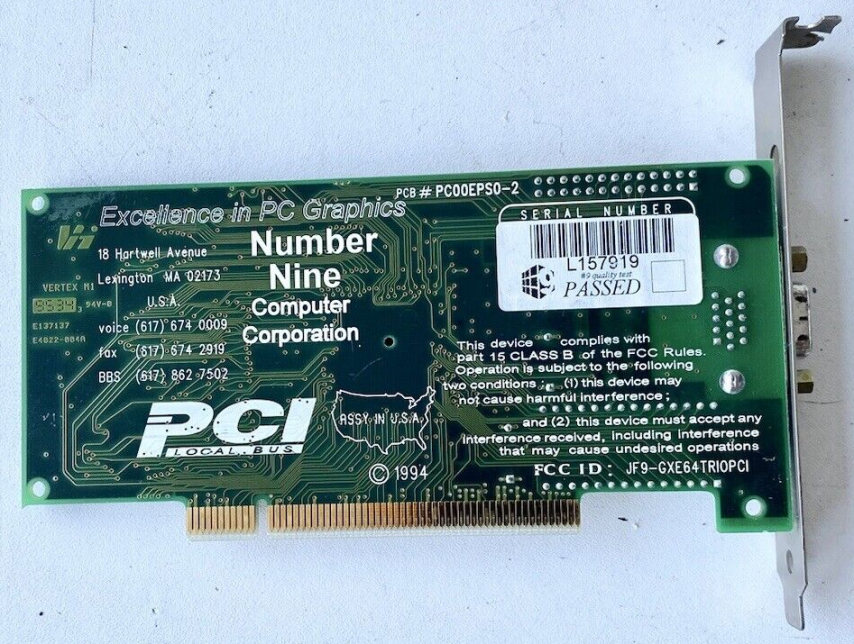 PCB # PC00EPS0-2
Excellence in PC Graphics
SERIAL NUMBER
L157919
#9 quality test
PASSED
Number
Nine
Computer
Corporation
18 Hartwell Avenue
Lexington MA 02173
U.S.A.
voice (617) 674 0009
fax (617) 674 2919
BBS (617) 862 7502
VERTEX M1
94V-0
E137137
E4022-004A
This device complies with
part 15 CLASS B of the FCC Rules.
Operation is subject to the following
two conditions ; (1) this device may
not cause harmful interference ;
and (2) this device must accept any
interference received, including interference
that may cause undesired operations
FCC ID: JF9-GXE64TRIOPCI
PCI
LOCAL BUS
ASSY IN U.S.A.
© 1994